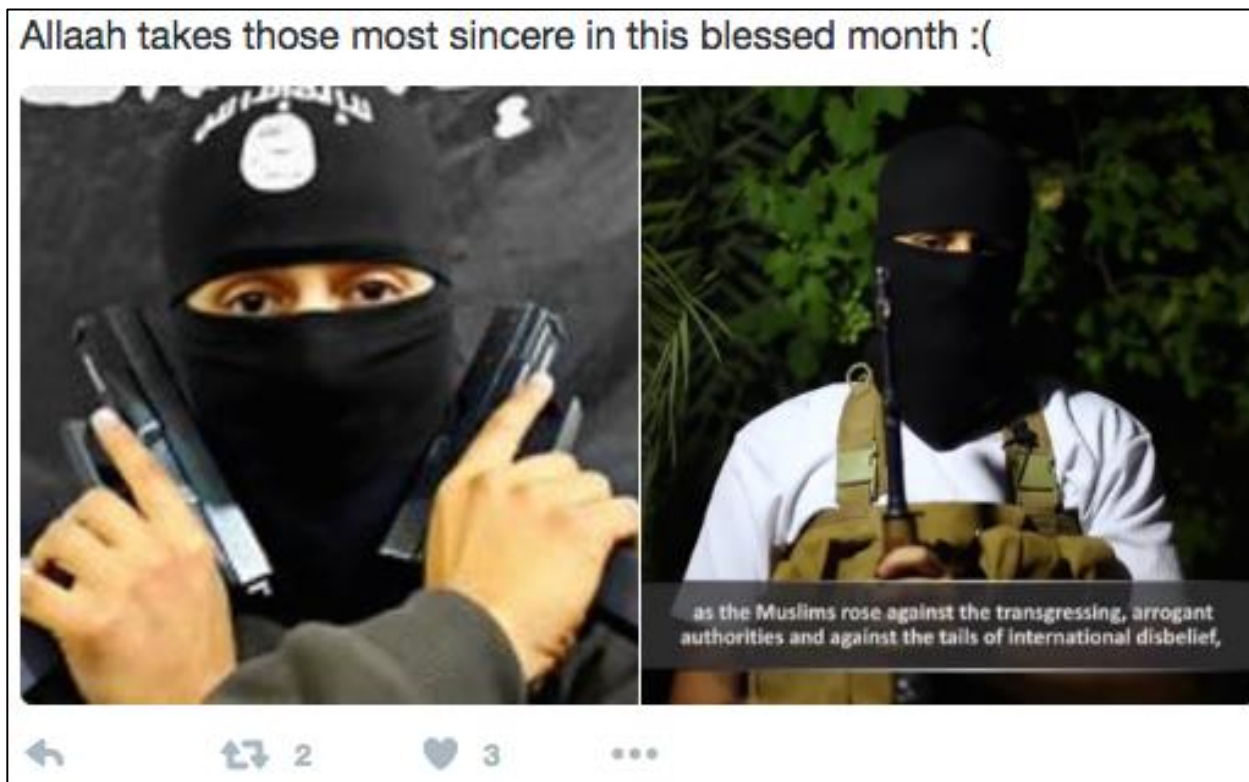 Allaah takes those most sincere in this blessed month :(
as the Muslims rose against the transgressing, arrogant
authorities and against the tails of international disbelief,
2
3